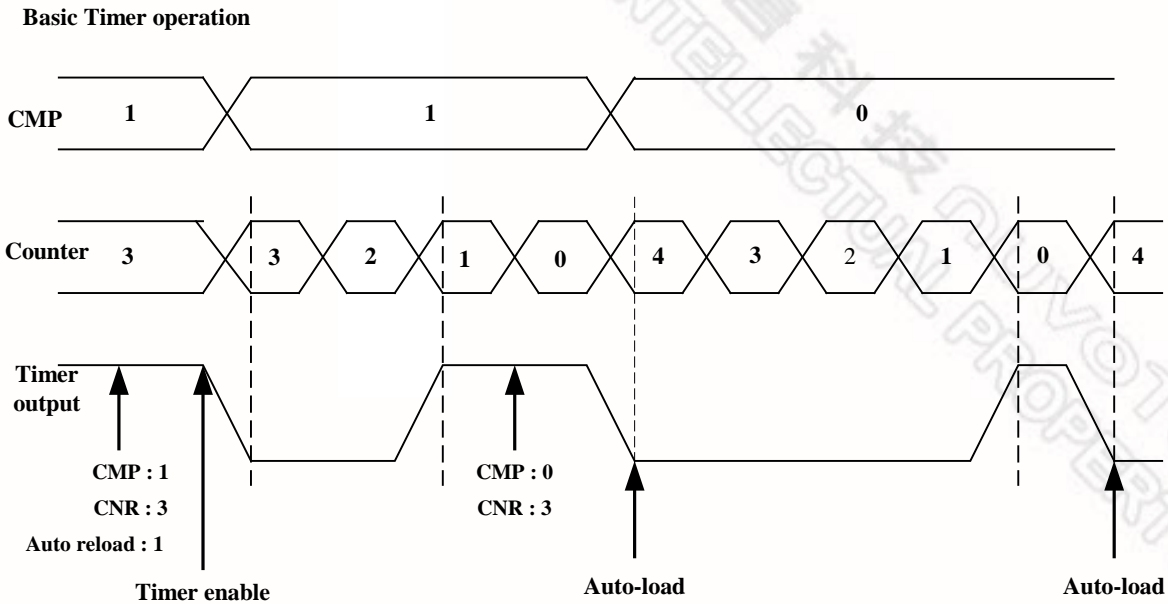 Basic Timer operation
CMP 1 1 0
Counter 3 3 2 1 0 4 3 2 1 0 4
Timer
output
CMP : 1 CMP : 0
CNR : 3 CNR : 3
Auto reload : 1
Timer enable Auto-load Auto-load